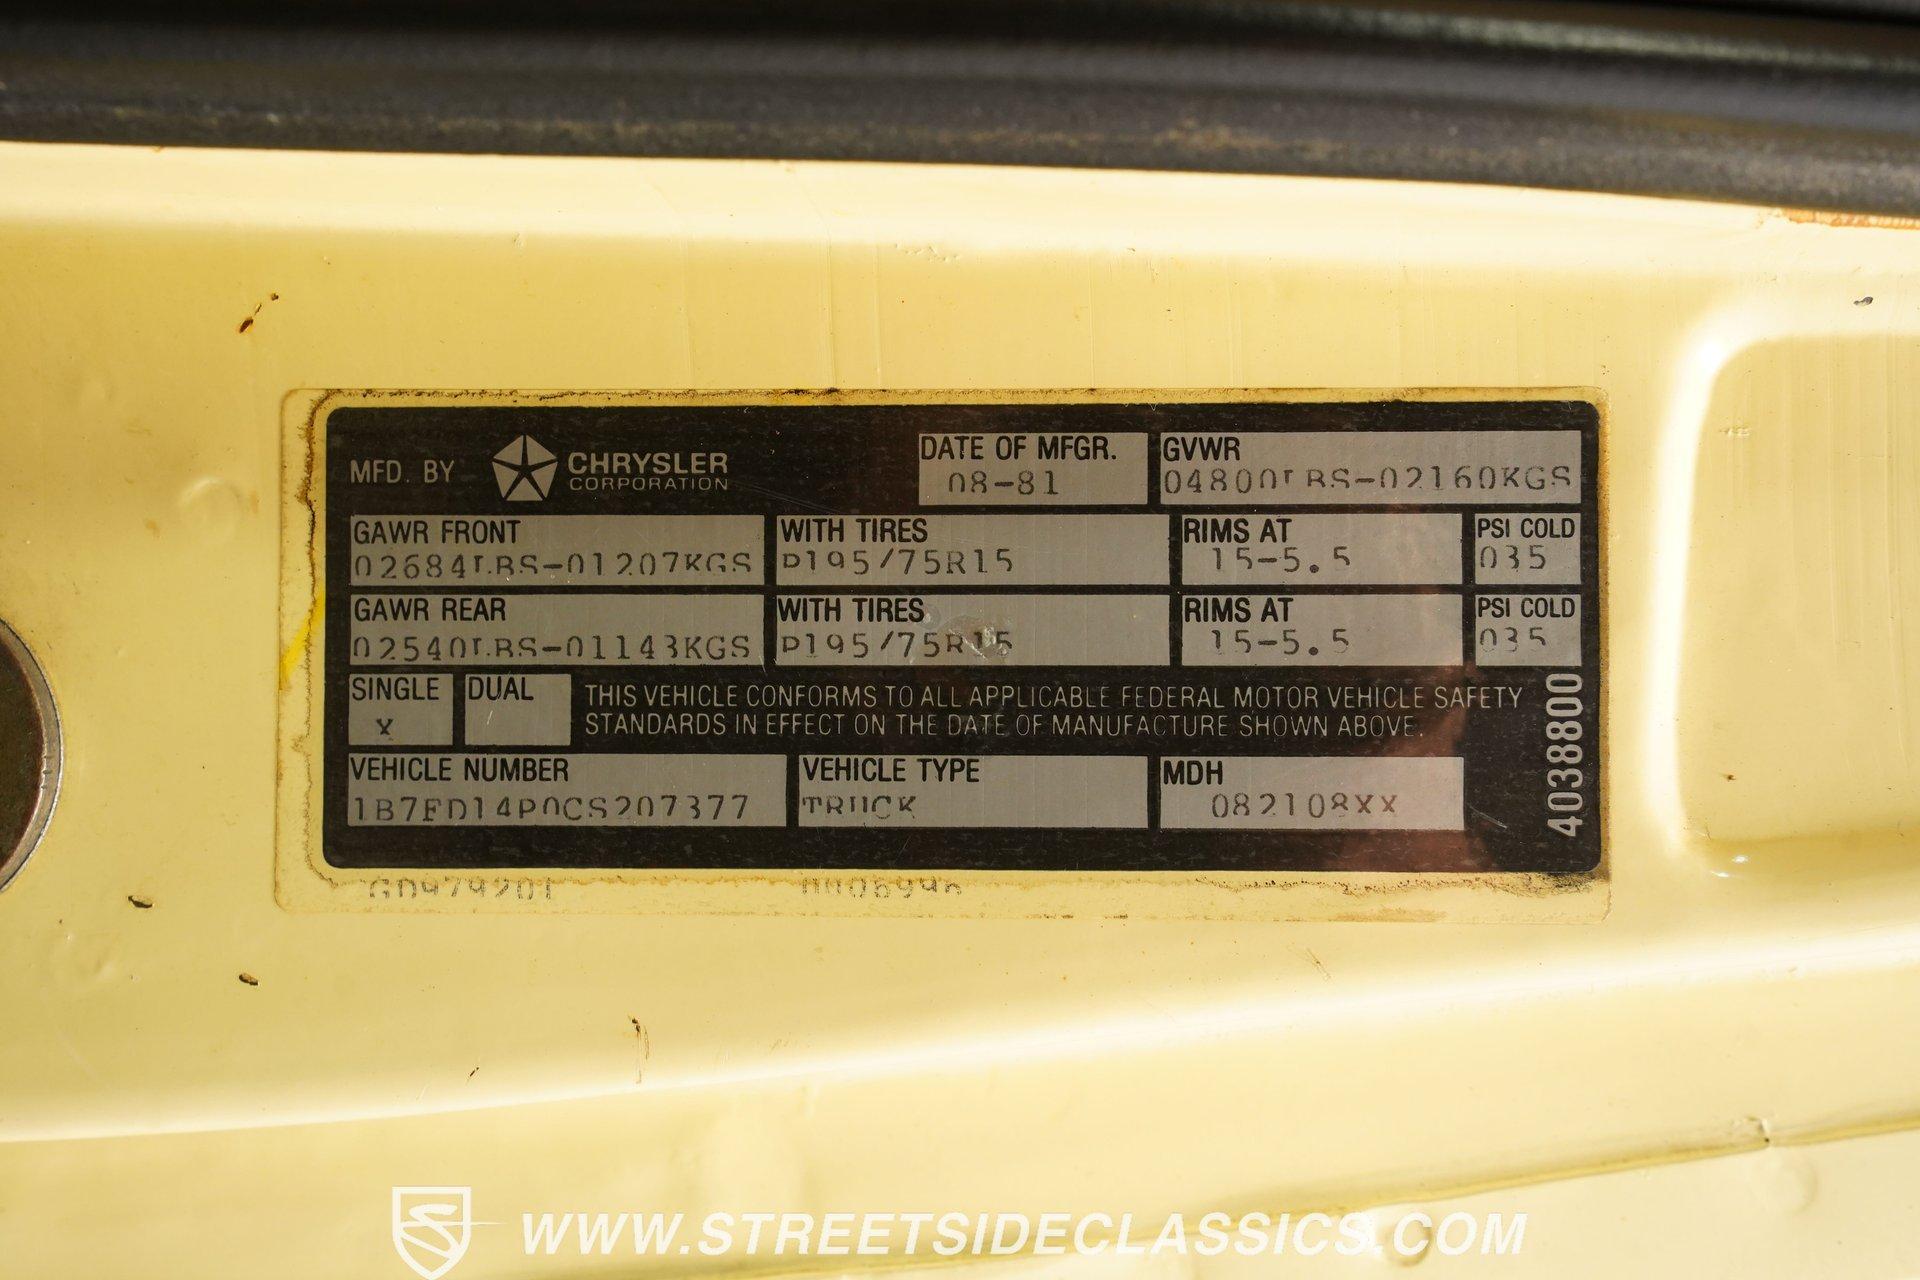 MFD. BY CHRYSLER CORPORATION
DATE OF MFGR. 08-81
GVWR 04800LBS-02160KGS
GAWR FRONT 02684LBS-01207KGS
WITH TIRES P195/75R15
RIMS AT 15-5.5
PSI COLD 035
GAWR REAR 02540LBS-01143KGS
WITH TIRES P195/75R15
RIMS AT 15-5.5
PSI COLD 035
SINGLE X
DUAL
THIS VEHICLE CONFORMS TO ALL APPLICABLE FEDERAL MOTOR VEHICLE SAFETY
STANDARDS IN EFFECT ON THE DATE OF MANUFACTURE SHOWN ABOVE.
4038800
VEHICLE NUMBER 1B7FD14P0CS207377
VEHICLE TYPE TRUCK
MDH 082108XX
WWW.STREETSIDECLASSICS.COM